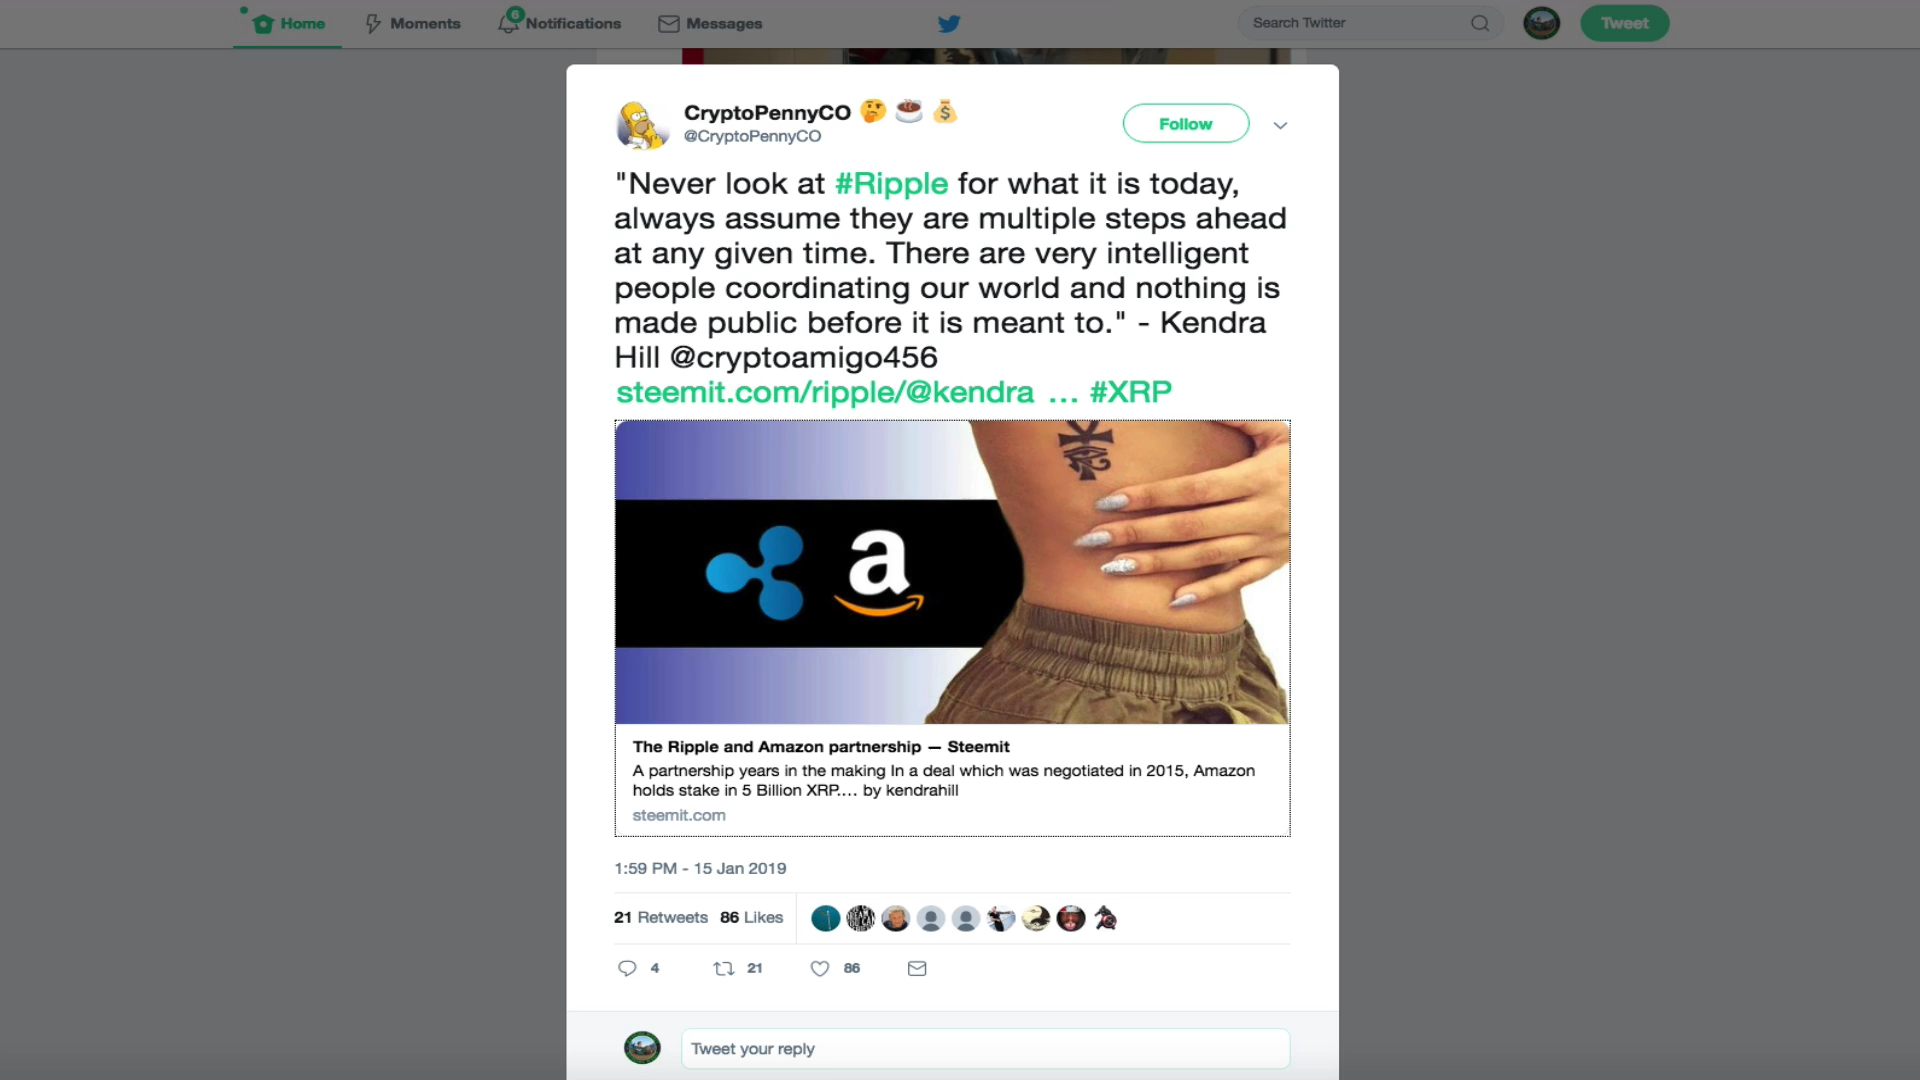 Home
Moments
6
Notifications
Messages
Search Twitter
Tweet
CryptoPennyCO
@CryptoPennyCO
Follow
"Never look at #Ripple for what it is today,
always assume they are multiple steps ahead
at any given time. There are very intelligent
people coordinating our world and nothing is
made public before it is meant to." - Kendra
Hill @cryptoamigo456
steemit.com/ripple/@kendra … #XRP
a
The Ripple and Amazon partnership — Steemit
A partnership years in the making In a deal which was negotiated in 2015, Amazon
holds stake in 5 Billion XRP.… by kendrahill
steemit.com
1:59 PM - 15 Jan 2019
21 Retweets 86 Likes
4
21
86
Tweet your reply